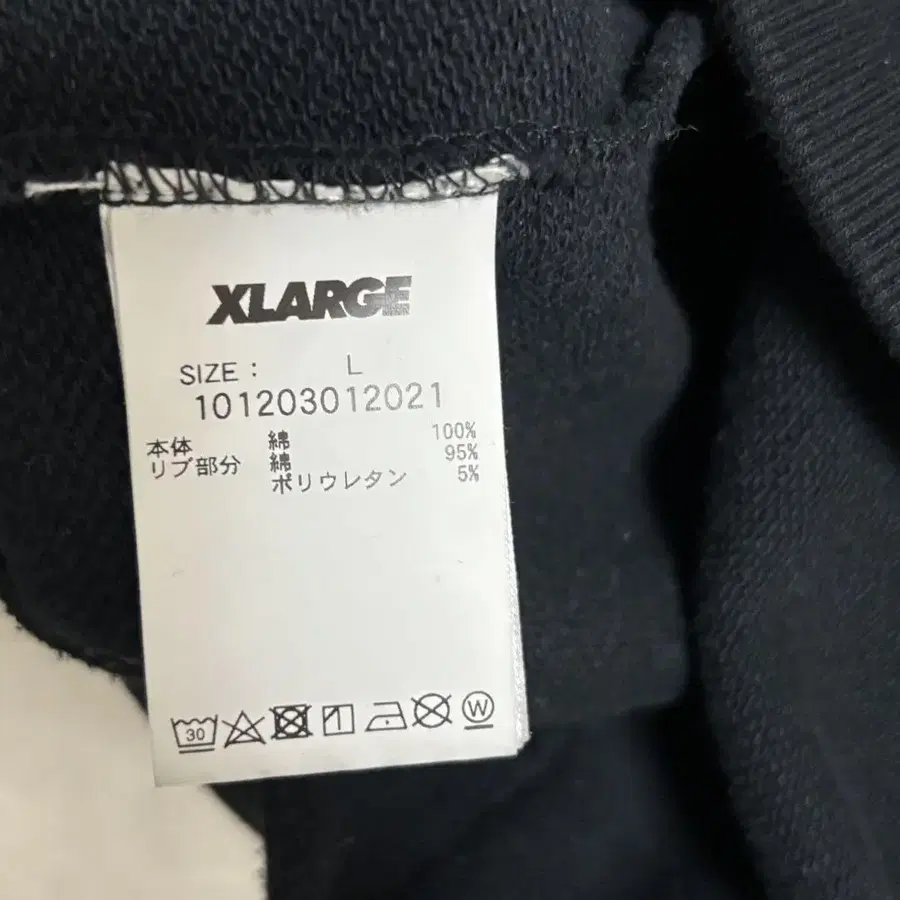 XLARGE
SIZE : L
101203012021
本体 綿 100%
リブ部分 綿 95%
ポリウレタン 5%
30
W